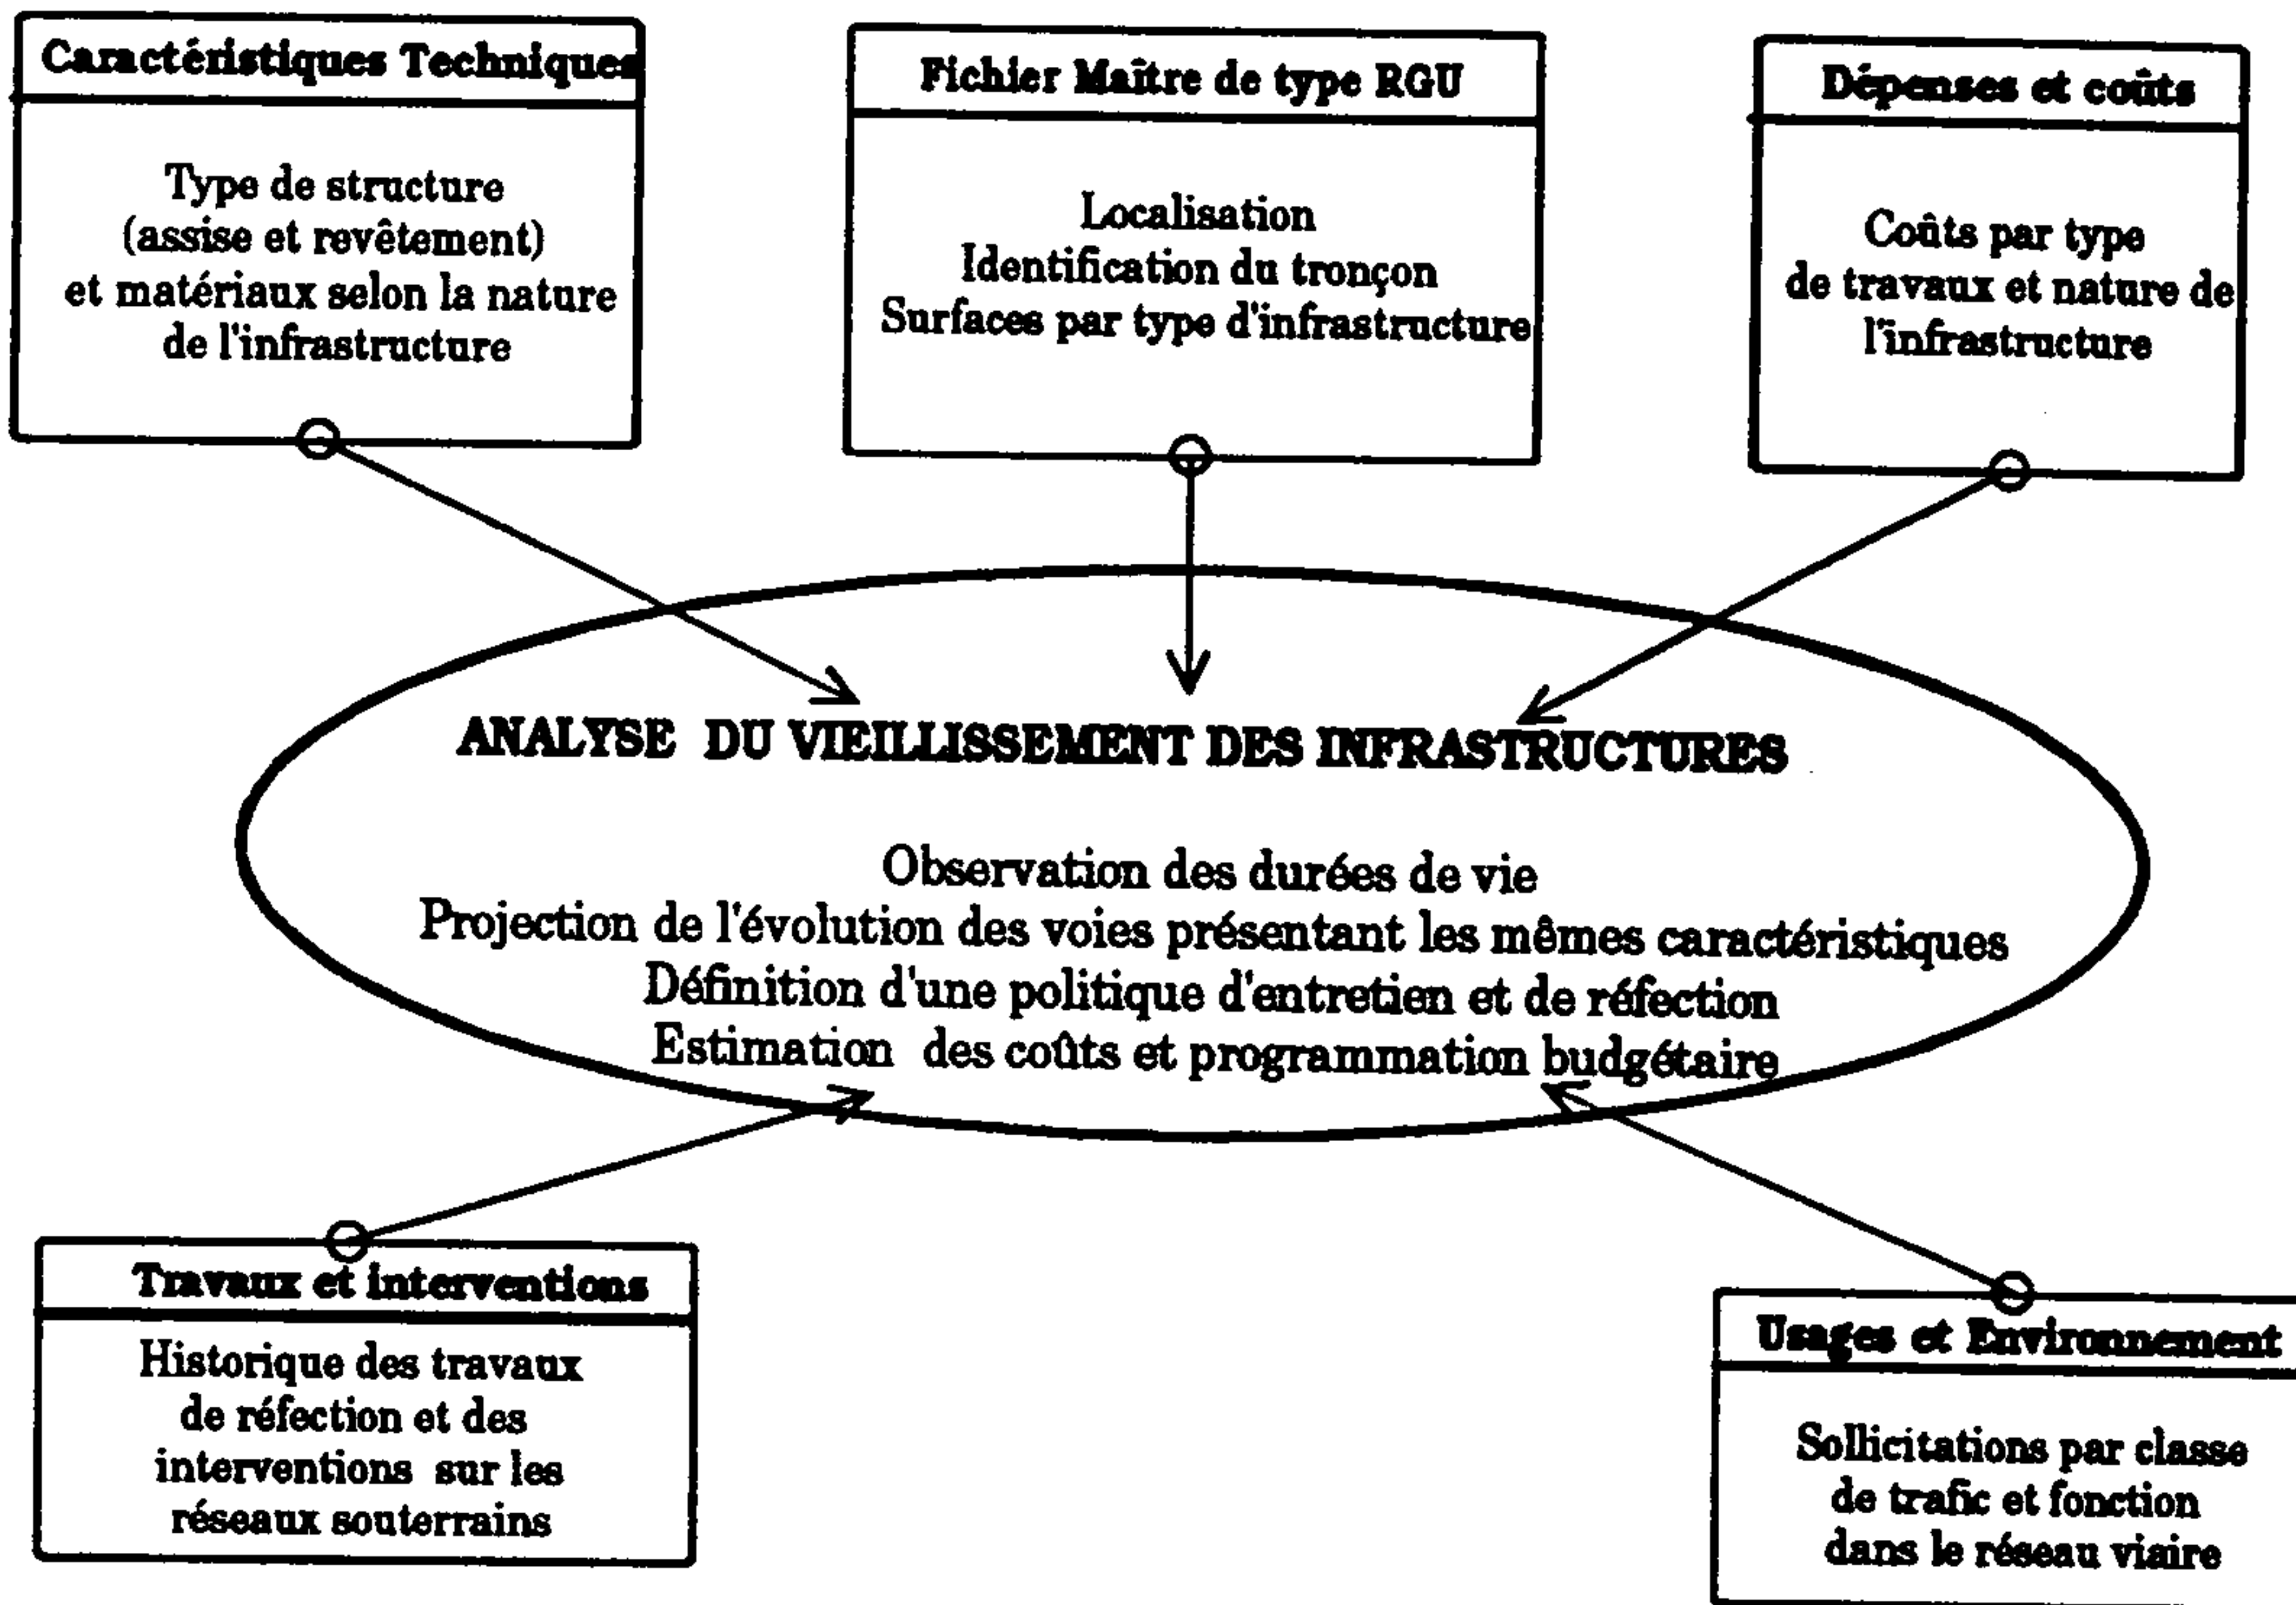 Caractéristiques Techniques
Type de structure
(assise et revêtement)
et matériaux selon la nature
de l'infrastructure
Fichier Maître de type RGU
Localisation
Identification du tronçon
Surfaces par type d'infrastructure
Dépenses et coûts
Coûts par type
de travaux et nature de
l'infrastructure
ANALYSE DU VIEILLISSEMENT DES INFRASTRUCTURES
Observation des durées de vie
Projection de l'évolution des voies présentant les mêmes caractéristiques
Définition d'une politique d'entretien et de réfection
Estimation des coûts et programmation budgétaire
Travaux et interventions
Historique des travaux
de réfection et des
interventions sur les
réseaux souterrains
Usages et Environnement
Sollicitations par classe
de trafic et fonction
dans le réseau viaire